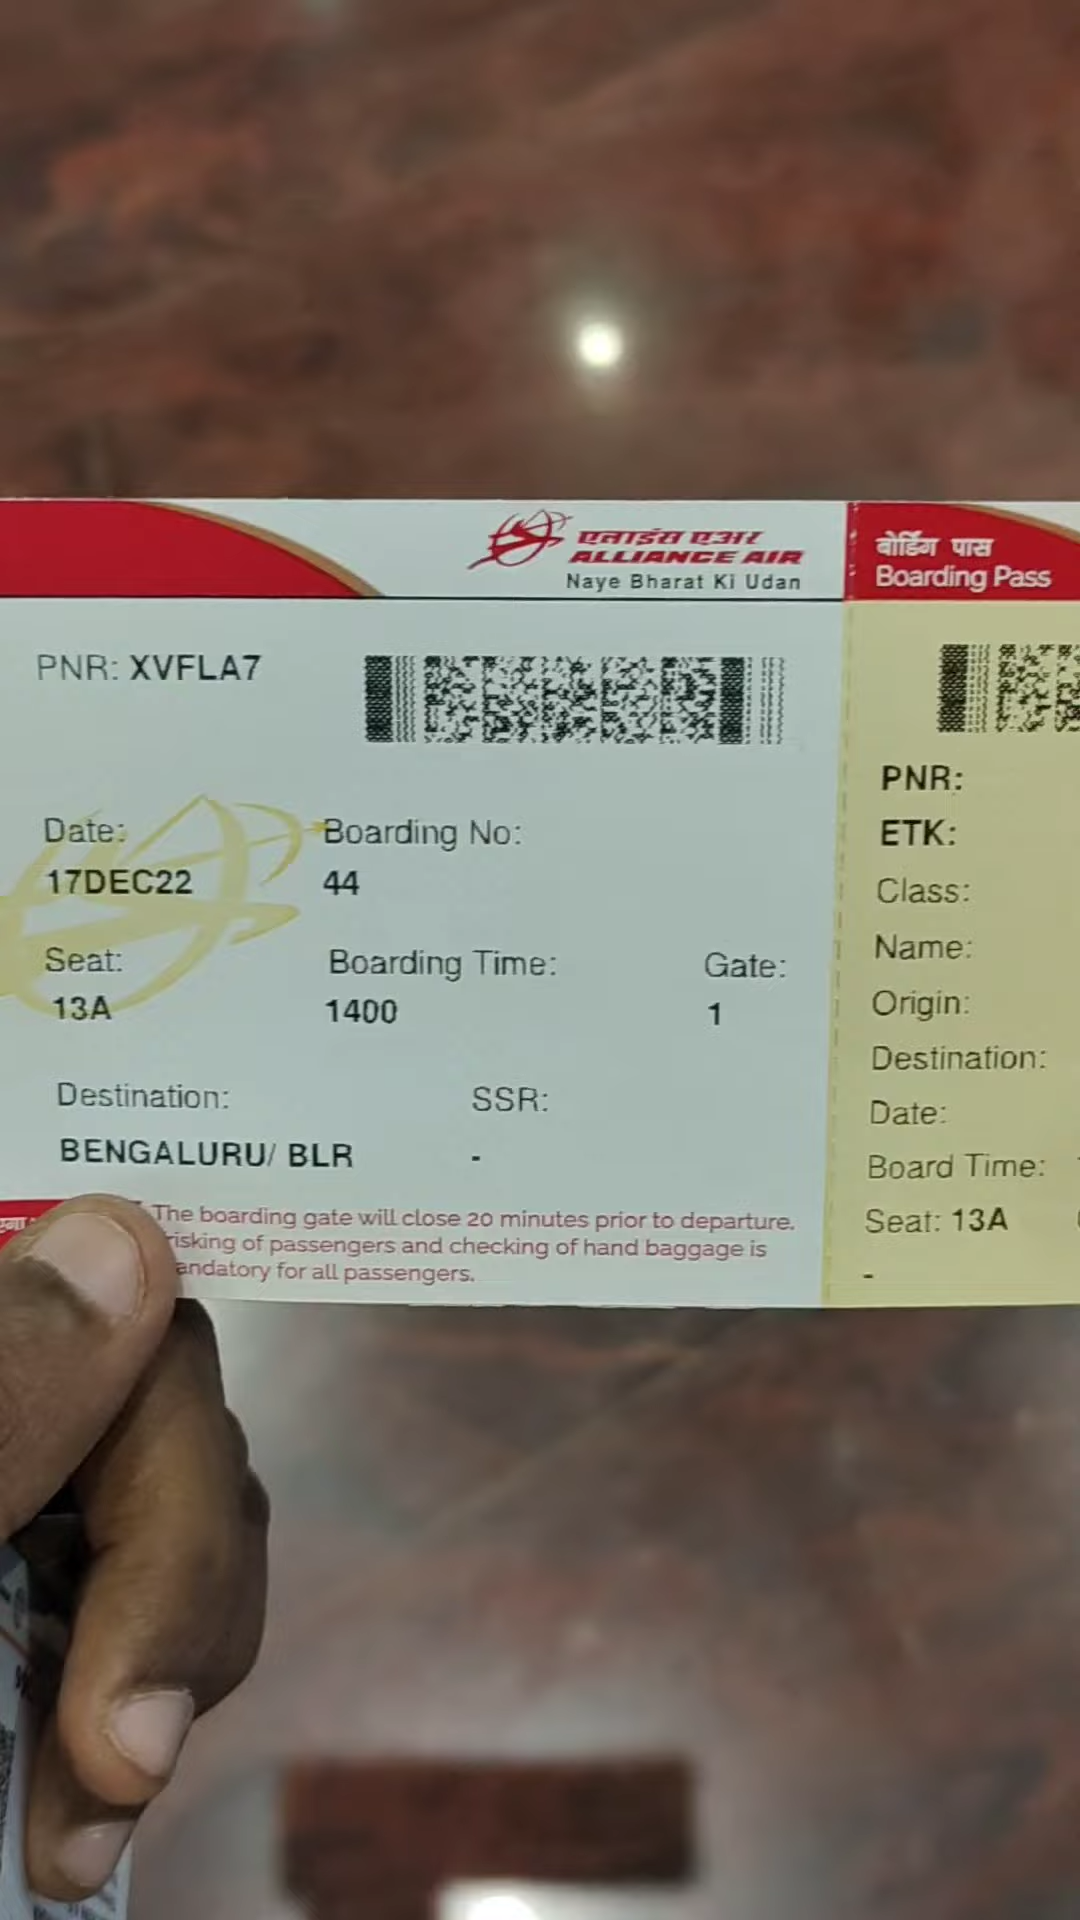 एलाइंस एअर
ALLIANCE AIR
Naye Bharat Ki Udan
PNR: XVFLA7
Date:
17DEC22
Boarding No:
44
Seat:
13A
Boarding Time:
1400
Gate:
1
Destination:
BENGALURU/ BLR
SSR:
-
The boarding gate will close 20 minutes prior to departure.
risking of passengers and checking of hand baggage is
andatory for all passengers.
बोर्डिंग पास
Boarding Pass
PNR:
ETK:
Class:
Name:
Origin:
Destination:
Date:
Board Time:
Seat: 13A
-